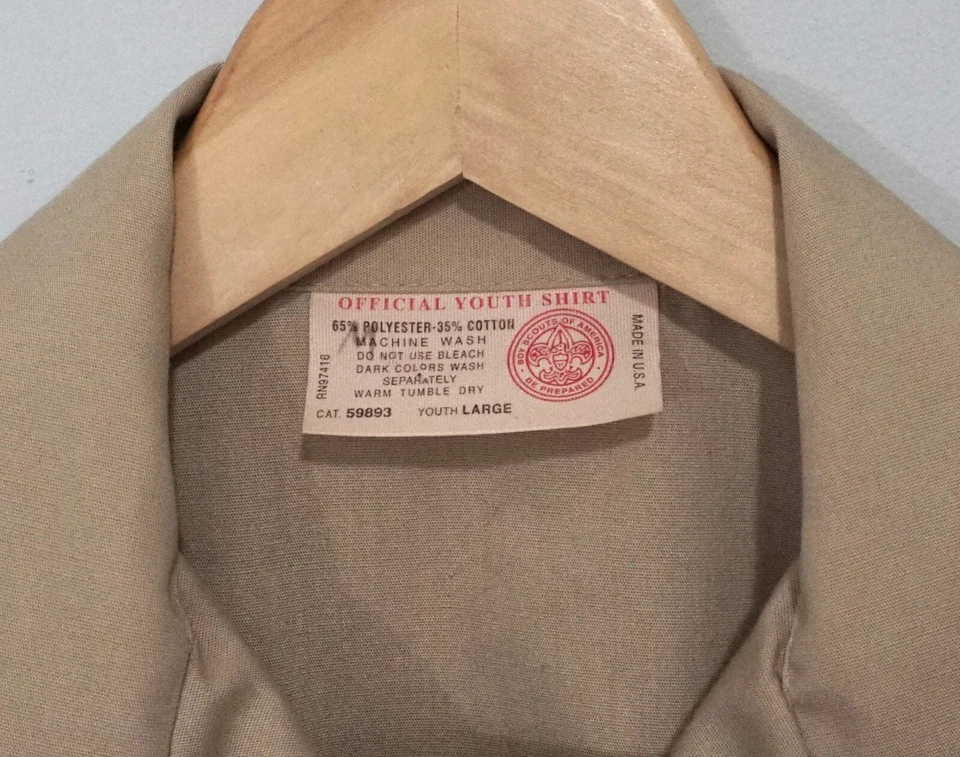 OFFICIAL YOUTH SHIRT
65% POLYESTER-35% COTTON
MACHINE WASH
DO NOT USE BLEACH
DARK COLORS WASH
SEPARATELY
WARM TUMBLE DRY
CAT. 59893 YOUTH LARGE
RN97416
BOY SCOUTS OF AMERICA
BE PREPARED
MADE IN U.S.A.